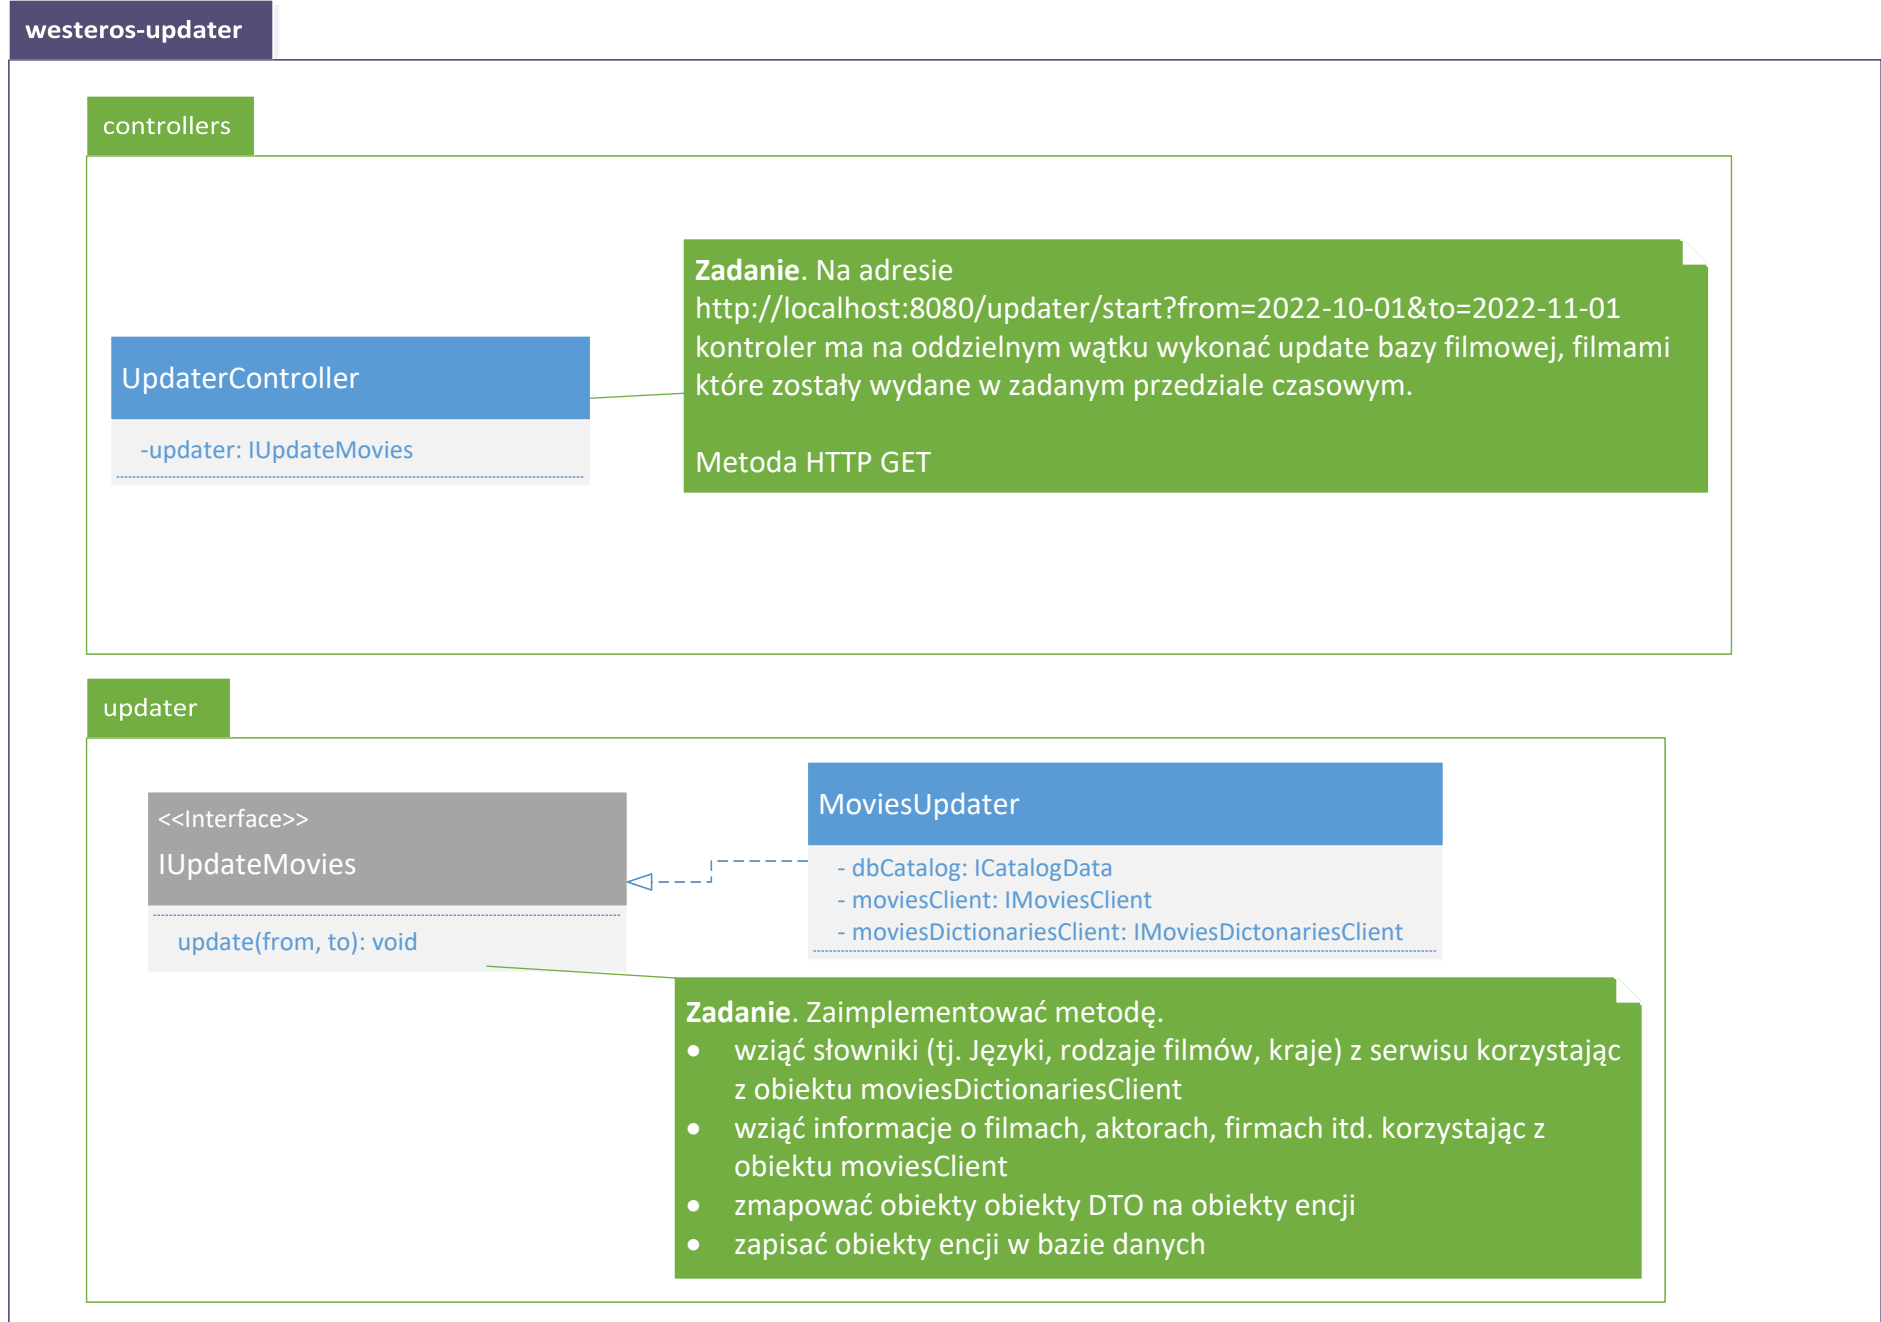 westeros-updater
controllers
Zadanie. Na adresie
http://localhost:8080/updater/start?from=2022-10-01&to=2022-11-01
kontroler ma na oddzielnym wątku wykonać update bazy filmowej, filmami
które zostały wydane w zadanym przedziale czasowym.
Metoda HTTP GET
UpdaterController
-updater: IUpdateMovies
updater
<<Interface>>
IUpdateMovies
update(from, to): void
MoviesUpdater
- dbCatalog: ICatalogData
- moviesClient: IMoviesClient
- moviesDictionariesClient: IMoviesDictonariesClient
Zadanie. Zaimplementować metodę.
● wziąć słowniki (tj. Języki, rodzaje filmów, kraje) z serwisu korzystając
z obiektu moviesDictionariesClient
● wziąć informacje o filmach, aktorach, firmach itd. korzystając z
obiektu moviesClient
● zmapować obiekty obiekty DTO na obiekty encji
● zapisać obiekty encji w bazie danych